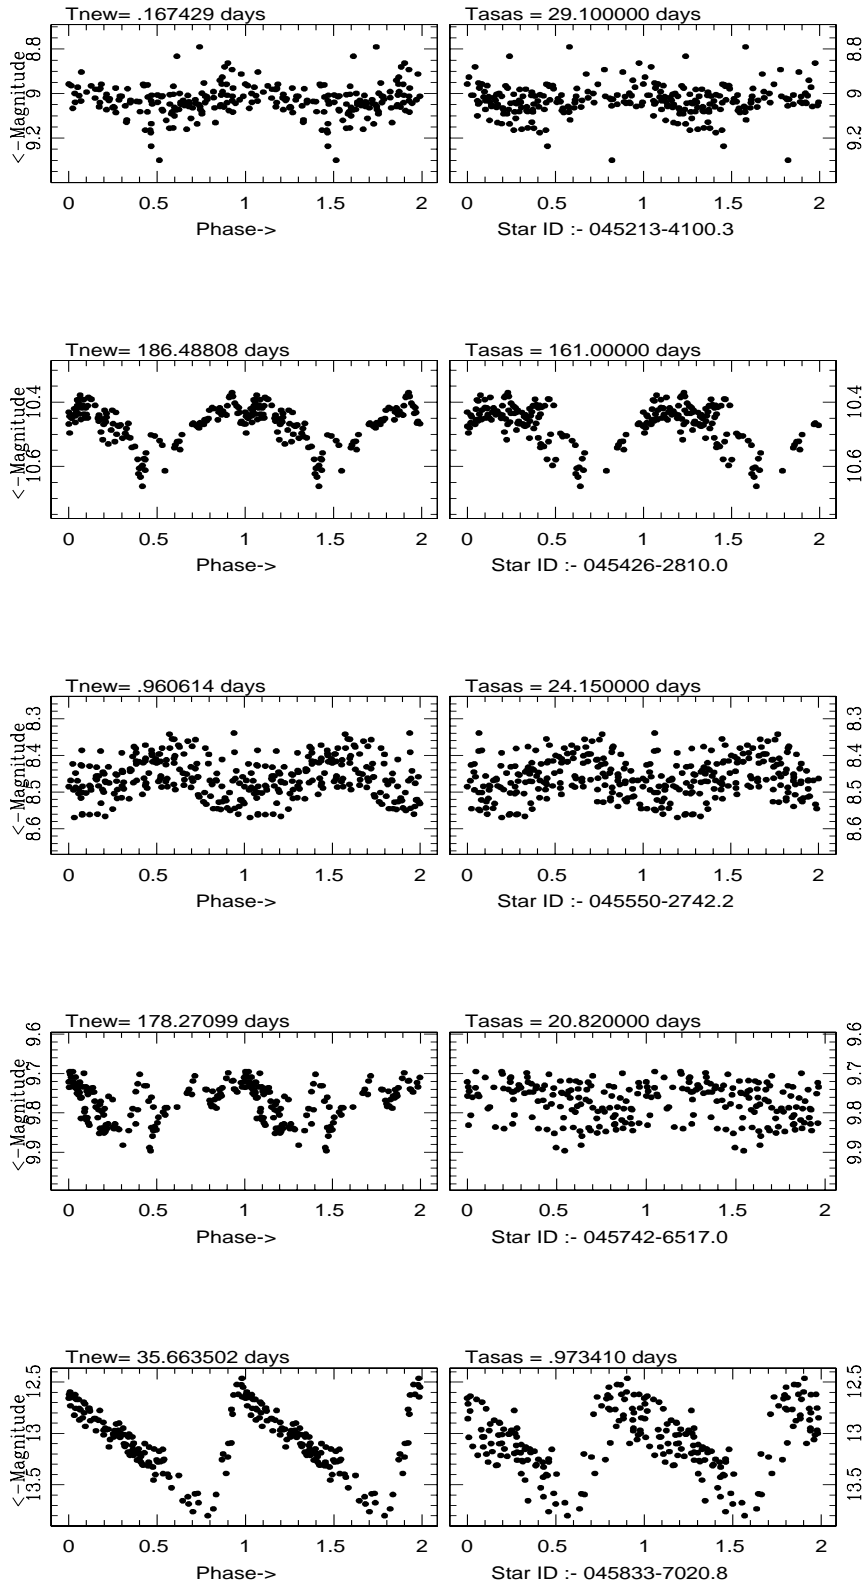 Tnew= .167429 days Tasas = 29.100000 days
<-Magnitude
8.8 9 9.2
8.8 9 9.2
0 0.5 1 1.5 2 0 0.5 1 1.5 2
Phase-> Star ID :- 045213-4100.3
Tnew= 186.48808 days Tasas = 161.00000 days
<-Magnitude
10.4 10.6
10.4 10.6
0 0.5 1 1.5 2 0 0.5 1 1.5 2
Phase-> Star ID :- 045426-2810.0
Tnew= .960614 days Tasas = 24.150000 days
<-Magnitude
8.3 8.4 8.5 8.6
8.3 8.4 8.5 8.6
0 0.5 1 1.5 2 0 0.5 1 1.5 2
Phase-> Star ID :- 045550-2742.2
Tnew= 178.27099 days Tasas = 20.820000 days
<-Magnitude
9.6 9.7 9.8 9.9
9.6 9.7 9.8 9.9
0 0.5 1 1.5 2 0 0.5 1 1.5 2
Phase-> Star ID :- 045742-6517.0
Tnew= 35.663502 days Tasas = .973410 days
<-Magnitude
12.5 13 13.5
12.5 13 13.5
0 0.5 1 1.5 2 0 0.5 1 1.5 2
Phase-> Star ID :- 045833-7020.8